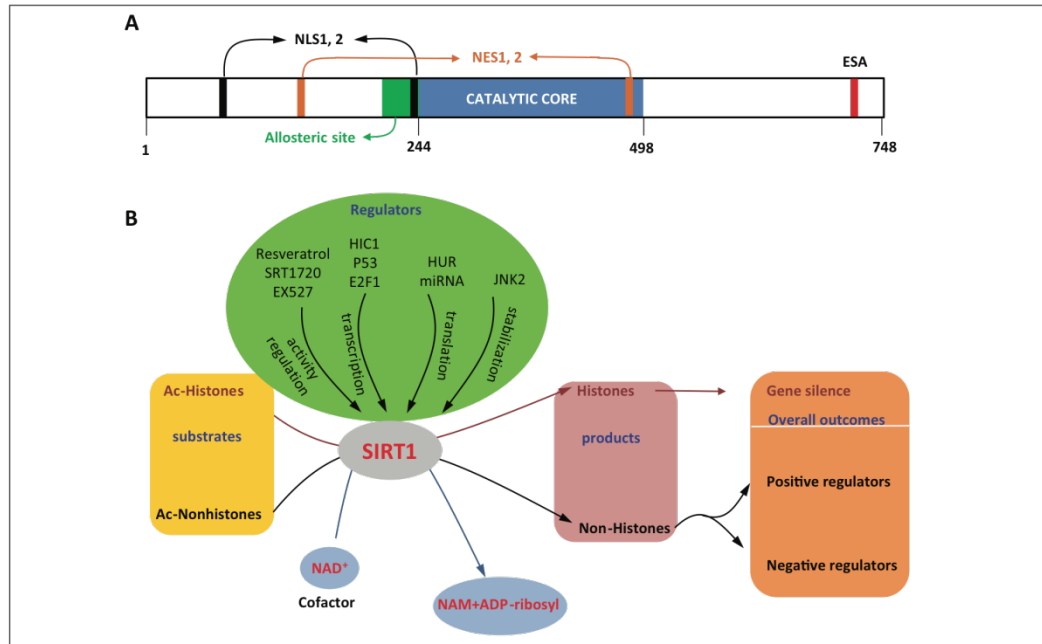 A
NLS1, 2
NES1, 2
ESA
CATALYTIC CORE
Allosteric site
1
244
498
748
B
Regulators
Resveratrol
SRT1720
EX527
HIC1
P53
E2F1
HUR
miRNA
JNK2
activity
regulation
transcription
translation
stabilization
Ac-Histones
substrates
Ac-Nonhistones
SIRT1
Histones
products
Non-Histones
Gene silence
Overall outcomes
Positive regulators
Negative regulators
NAD⁺
Cofactor
NAM+ADP-ribosyl